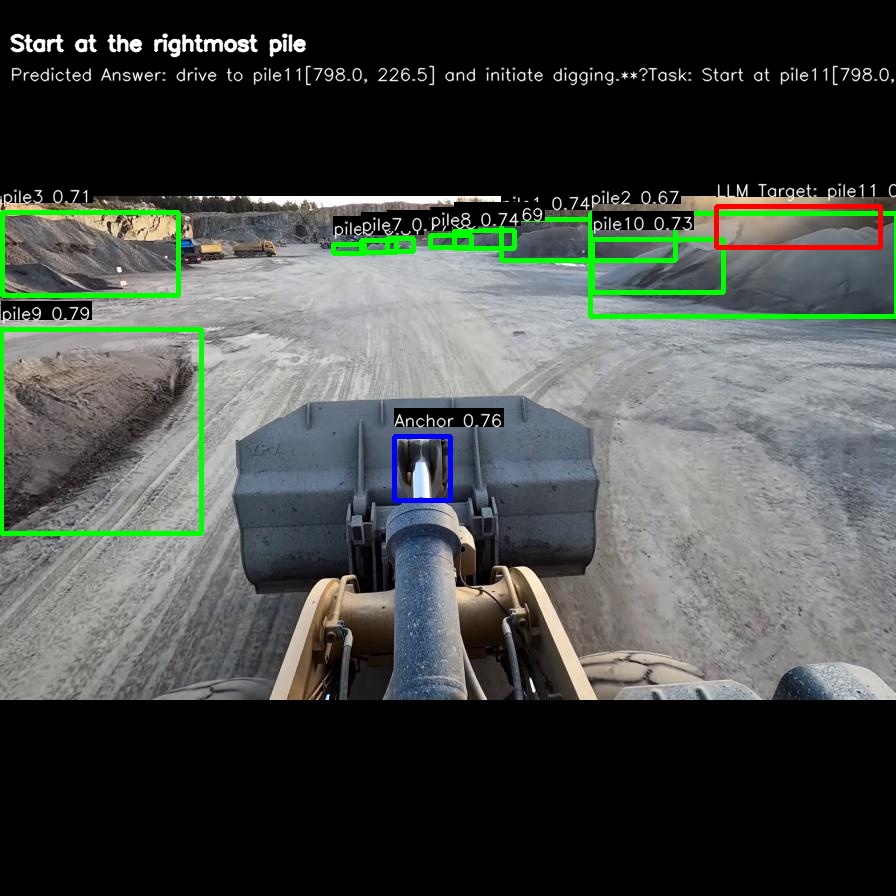 Start at the rightmost pile
Predicted Answer: drive to pile11[798.0, 226.5] and initiate digging.**?Task: Start at pile11[798.0,
pile3 0.71
0.74
pile2 0.67
LLM Target: pile11
pile7
pile8 0.74
69
pile10 0.73
pile9 0.79
Anchor 0.76